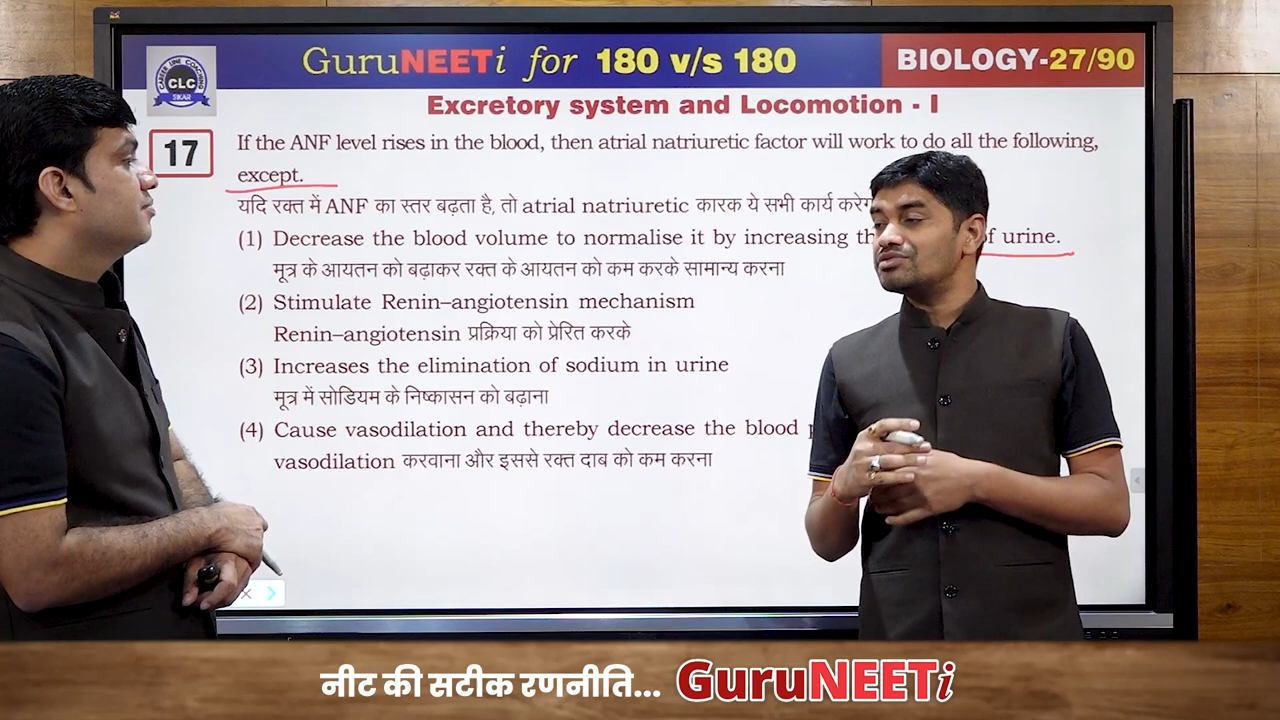 GuruNEETi for 180 v/s 180
BIOLOGY-27/90
CAREER LINE COACHING
CLC
SIKAR
Excretory system and Locomotion - I
17
If the ANF level rises in the blood, then atrial natriuretic factor will work to do all the following,
except.
यदि रक्त में ANF का स्तर बढ़ता है, तो atrial natriuretic कारक ये सभी कार्य
(1) Decrease the blood volume to normalise it by increasing of urine.
मूत्र के आयतन को बढ़ाकर रक्त के आयतन को कम करके सामान्य करना
(2) Stimulate Renin–angiotensin mechanism
Renin–angiotensin प्रक्रिया को प्रेरित करके
(3) Increases the elimination of sodium in urine
मूत्र में सोडियम के निष्कासन को बढ़ाना
(4) Cause vasodilation and thereby decrease the blood
vasodilation करवाना और इससे रक्त दाब को कम करना
नीट की सटीक रणनीति... GuruNEETi